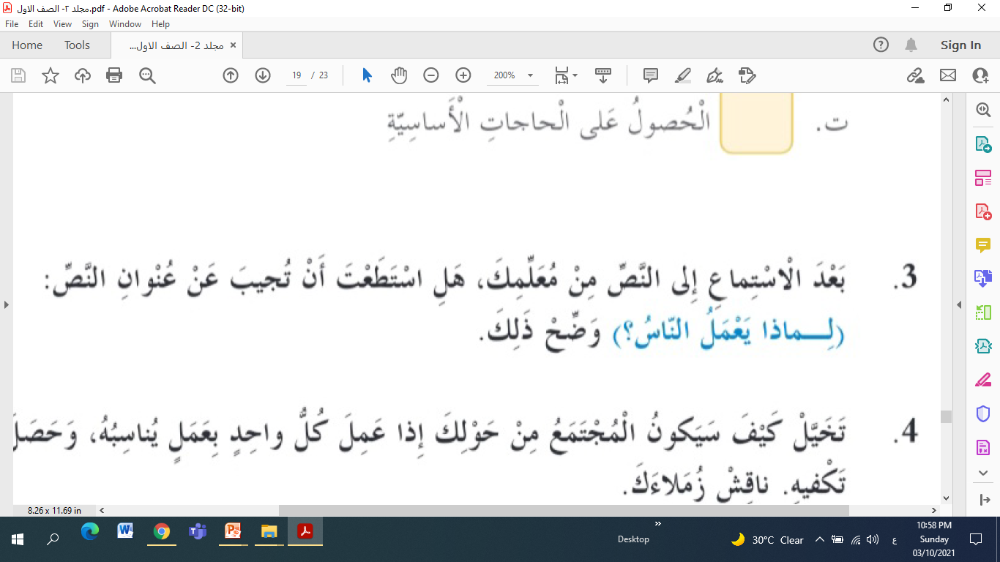 مجلد ٢- الصف الاول.pdf - Adobe Acrobat Reader DC (32-bit)
File Edit View Sign Window Help
Home Tools مجلد 2- الصف الاول... × Sign In
19 / 23 200%
ت. الْحُصولُ عَلى الْحاجاتِ الْأَساسِيّةِ
3. بَعْدَ الْاسْتِماعِ إِلى النَّصِّ مِنْ مُعَلِّمِكَ، هَلِ اسْتَطَعْتَ أَنْ تُجيبَ عَنْ عُنْوانِ النَّصِّ:
(لِـــماذا يَعْمَلُ النّاسُ؟) وَضِّحْ ذَلِكَ.
4. تَخَيَّلْ كَيْفَ سَيَكونُ الْمُجْتَمَعُ مِنْ حَوْلِكَ إِذا عَمِلَ كُلُّ واحِدٍ بِعَمَلٍ يُناسِبُهُ، وَحَصَلَ
تَكْفيهِ. ناقِشْ زُمَلاءَكَ.
8.26 x 11.69 in
Desktop 30°C Clear ع 10:58 PM
Sunday
03/10/2021